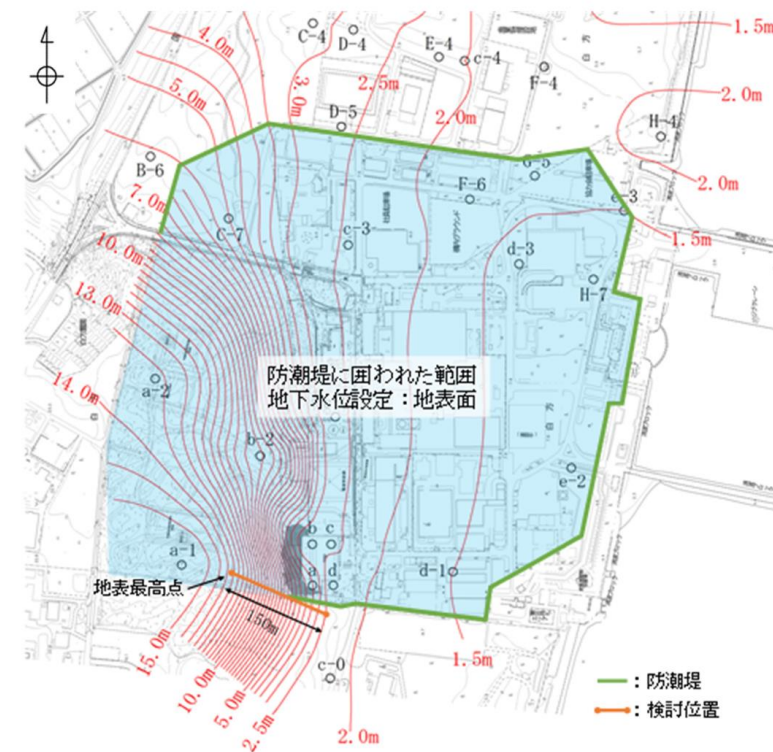 4.0m
5.0m
C-4
D-4
3.0m
2.5m
E-4
c-4
2.0m
F-4
1.5m
2.0m
H-4
2.0m
D-5
B-6
G-5
7.0m
C-7
F-6
e-3
1.5m
c-3
d-3
H-7
10.0m
13.0m
14.0m
a-2
防潮堤に囲われた範囲
地下水位設定:地表面
b-2
e-2
b
c
a-1
a
d
d-1
地表最高点
150m
15.0m
10.0m
5.0m
2.5m
c-0
2.0m
1.5m
:防潮堤
:検討位置